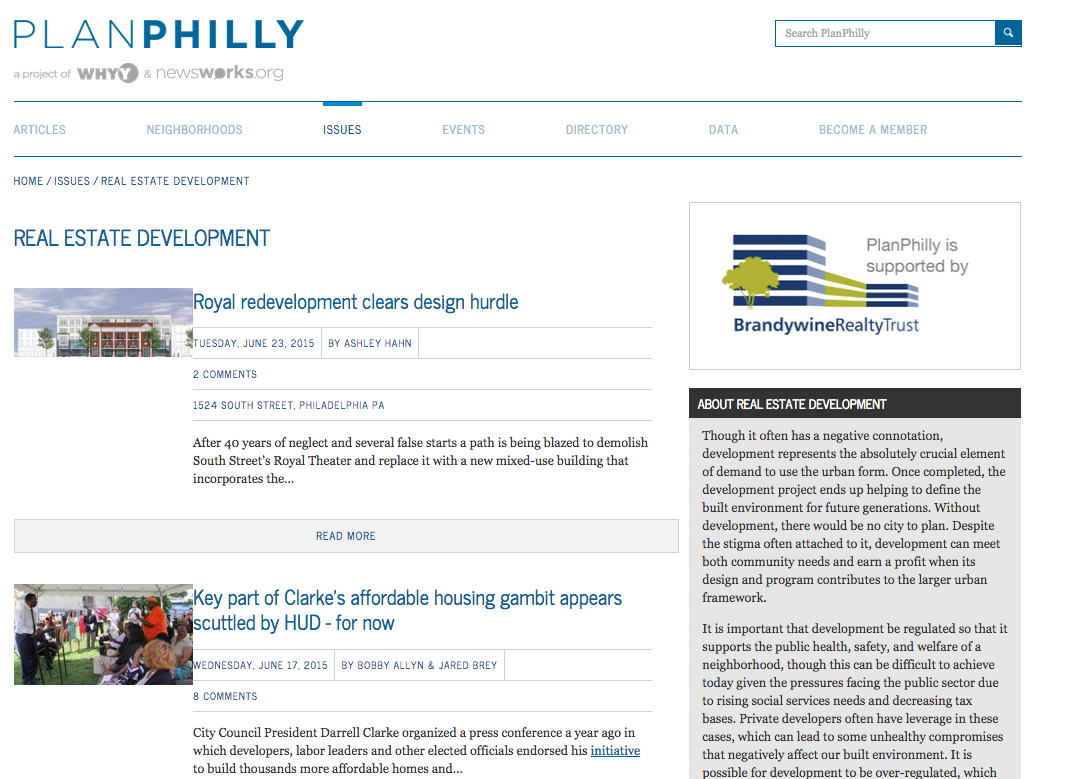 PLANPHILLY
Search PlanPhilly
a project of WHYY & newsworks.org
ARTICLES NEIGHBORHOODS ISSUES EVENTS DIRECTORY DATA BECOME A MEMBER
HOME / ISSUES / REAL ESTATE DEVELOPMENT
REAL ESTATE DEVELOPMENT
Royal redevelopment clears design hurdle
TUESDAY, JUNE 23, 2015 BY ASHLEY HAHN
2 COMMENTS
1524 SOUTH STREET, PHILADELPHIA PA
After 40 years of neglect and several false starts a path is being blazed to demolish
South Street's Royal Theater and replace it with a new mixed-use building that
incorporates the...
READ MORE
Key part of Clarke's affordable housing gambit appears
scuttled by HUD - for now
WEDNESDAY, JUNE 17, 2015 BY BOBBY ALLYN & JARED BREY
8 COMMENTS
City Council President Darrell Clarke organized a press conference a year ago in
which developers, labor leaders and other elected officials endorsed his initiative
to build thousands more affordable homes and...
PlanPhilly is
supported by
BrandywineRealtyTrust
ABOUT REAL ESTATE DEVELOPMENT
Though it often has a negative connotation,
development represents the absolutely crucial element
of demand to use the urban form. Once completed, the
development project ends up helping to define the
built environment for future generations. Without
development, there would be no city to plan. Despite
the stigma often attached to it, development can meet
both community needs and earn a profit when its
design and program contributes to the larger urban
framework.
It is important that development be regulated so that it
supports the public health, safety, and welfare of a
neighborhood, though this can be difficult to achieve
today given the pressures facing the public sector due
to rising social services needs and decreasing tax
bases. Private developers often have leverage in these
cases, which can lead to some unhealthy compromises
that negatively affect our built environment. It is
possible for development to be over-regulated, which